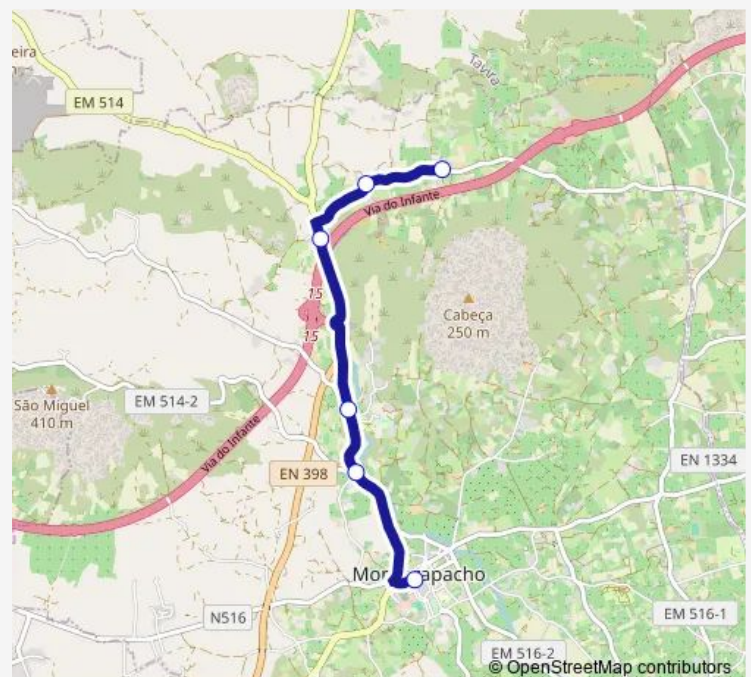 eira
EM 514
Tavira
Via do Infante
15
15
Cabeça
250 m
São Miguel
410 m
EM 514-2
Via do Infante
EN 398
EN 1334
N516
EM 516-1
EM 516-2
© OpenStreetMap contributors